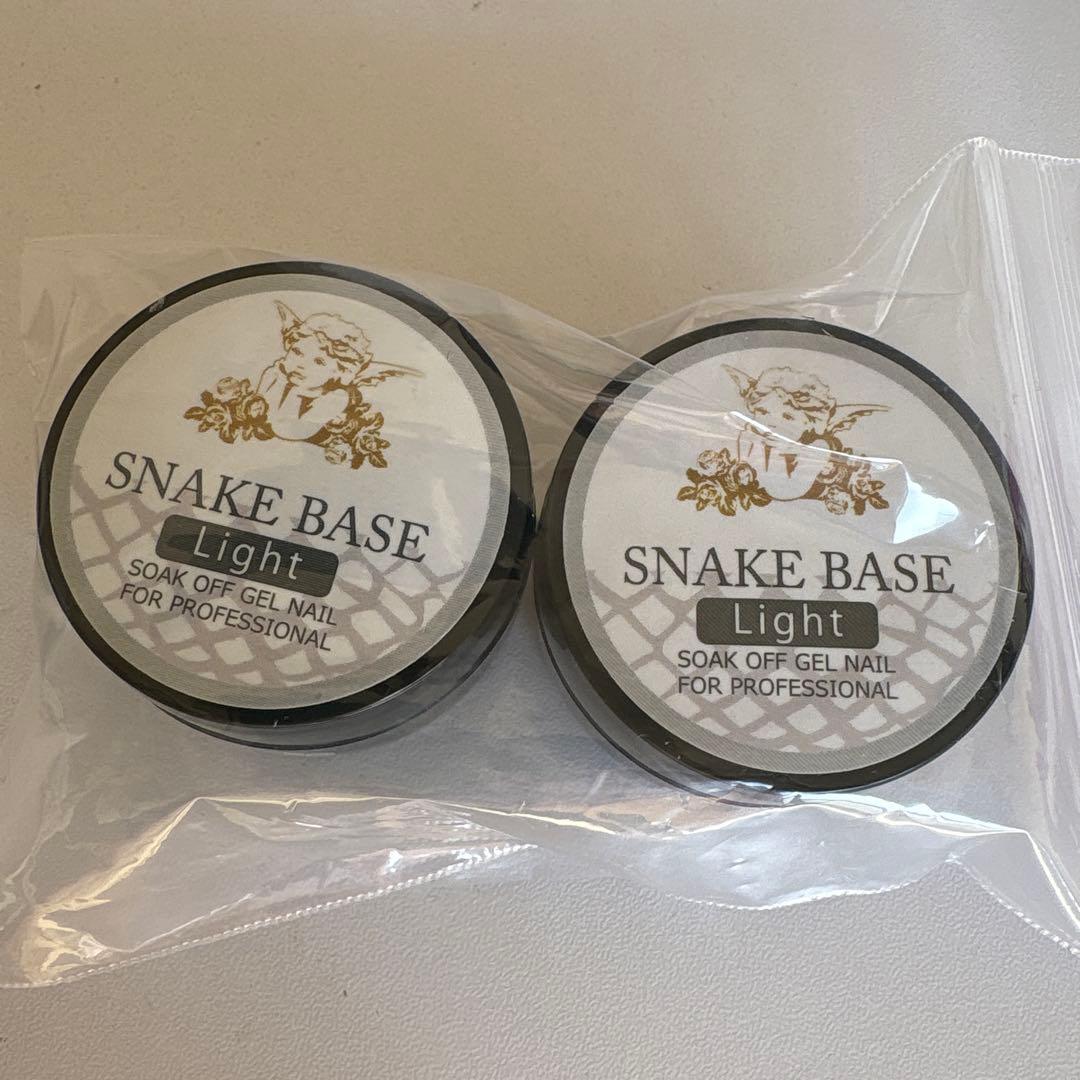 SNAKE BASE
Light
SOAK OFF GEL NAIL
FOR PROFESSIONAL
SNAKE BASE
Light
SOAK OFF GEL NAIL
FOR PROFESSIONAL